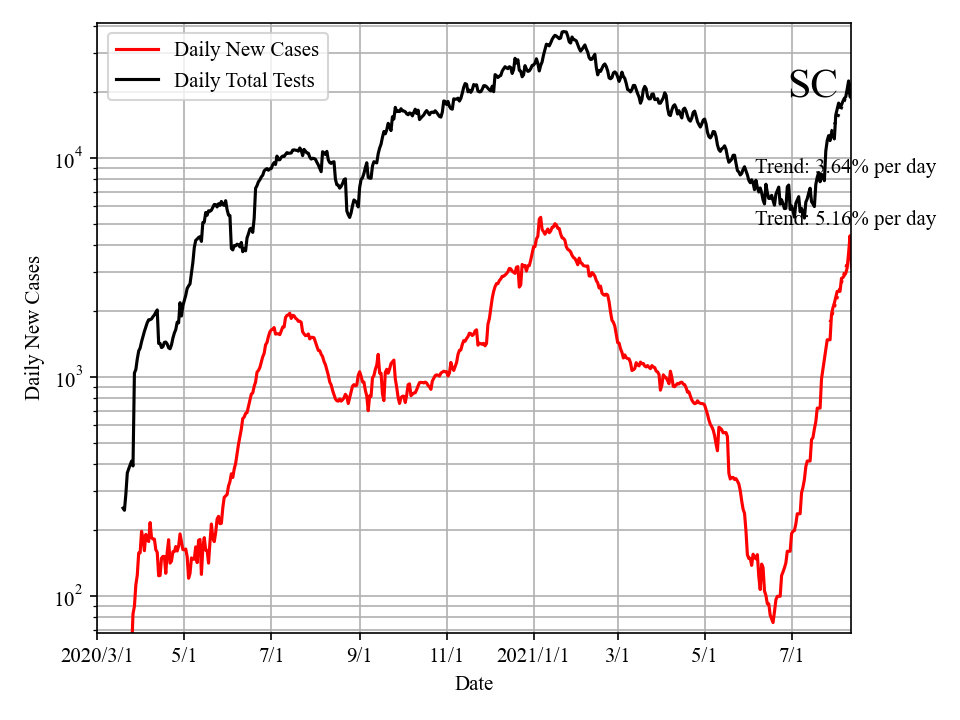 Daily New Cases
Daily Total Tests
SC
Trend: 3.64% per day
Trend: 5.16% per day
10^4
10^3
10^2
Daily New Cases
2020/3/1 5/1 7/1 9/1 11/1 2021/1/1 3/1 5/1 7/1
Date